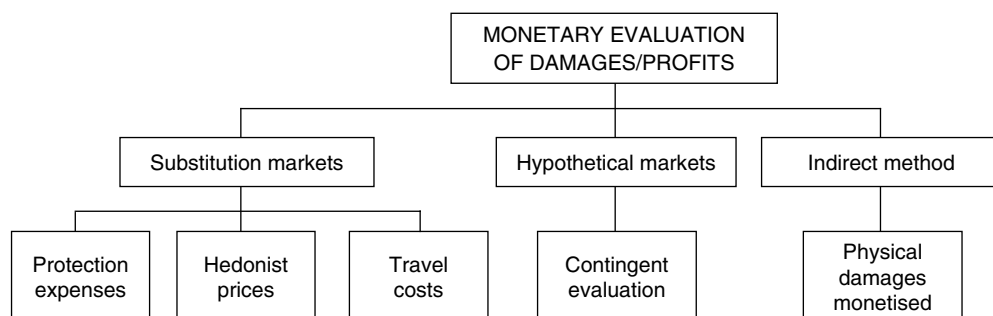 MONETARY EVALUATION
OF DAMAGES/PROFITS
Substitution markets
Hypothetical markets
Indirect method
Protection
expenses
Hedonist
prices
Travel
costs
Contingent
evaluation
Physical
damages
monetised